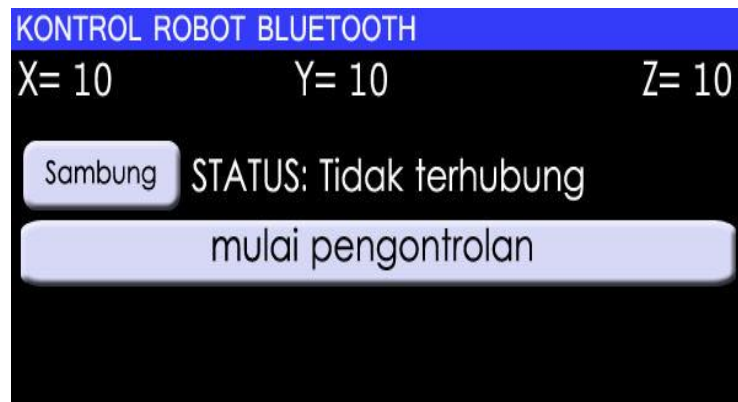 KONTROL ROBOT BLUETOOTH
X= 10 Y= 10 Z= 10
Sambung STATUS: Tidak terhubung
mulai pengontrolan